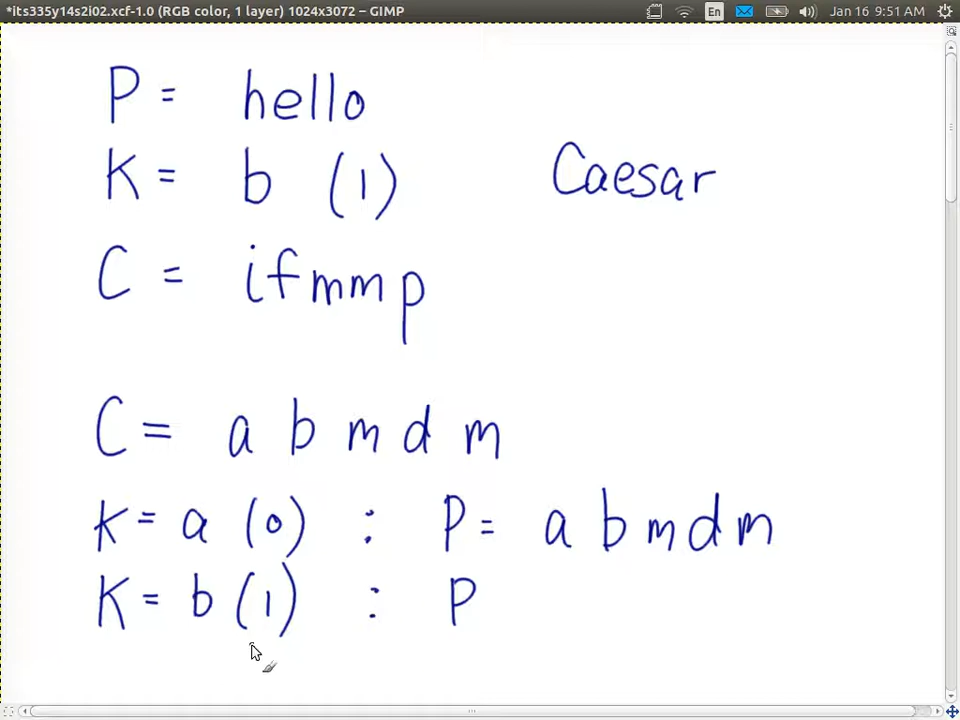 *its335y14s2i02.xcf-1.0 (RGB color, 1 layer) 1024x3072 – GIMP En Jan 16 9:51 AM
P = hello
K = b (1) Caesar
C = ifmmp
C = a b m d m
K = a (0) : P = a b m d m
K = b (1) : P